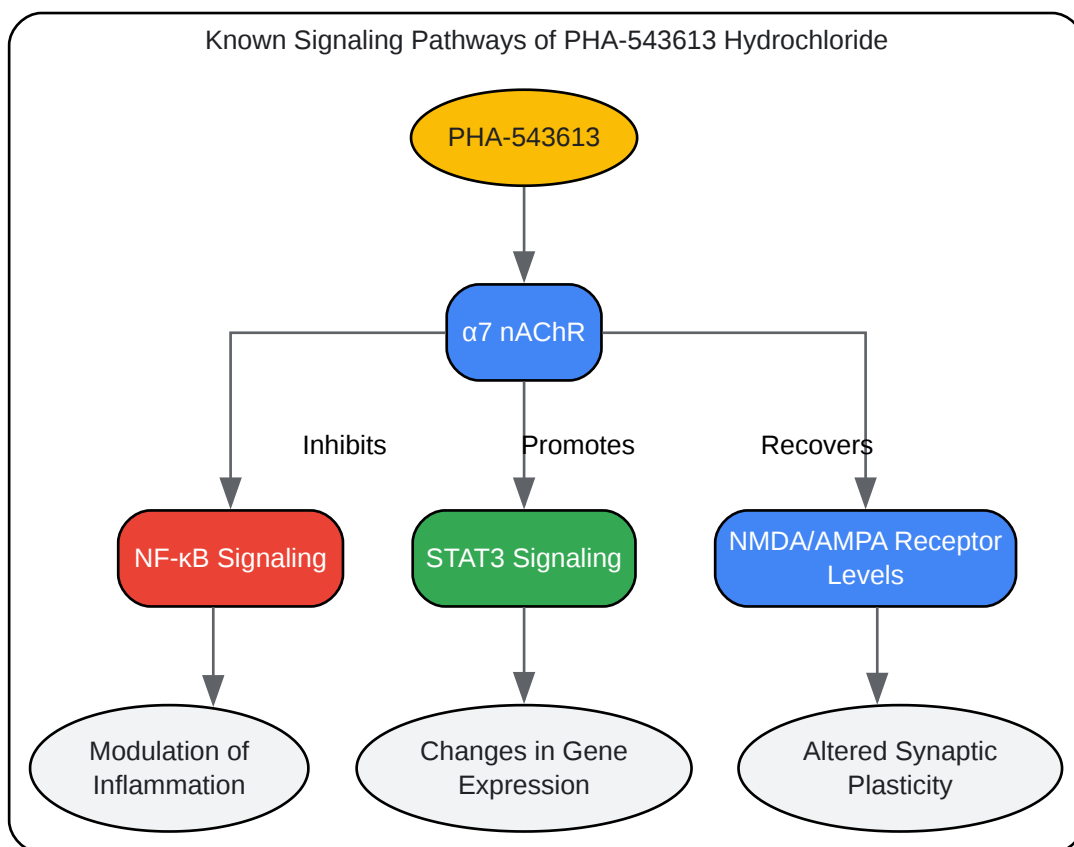 Known Signaling Pathways of PHA-543613 Hydrochloride
PHA-543613
α7 nAChR
Inhibits
Promotes
Recovers
NF-κB Signaling
STAT3 Signaling
NMDA/AMPA Receptor
Levels
Modulation of
Inflammation
Changes in Gene
Expression
Altered Synaptic
Plasticity